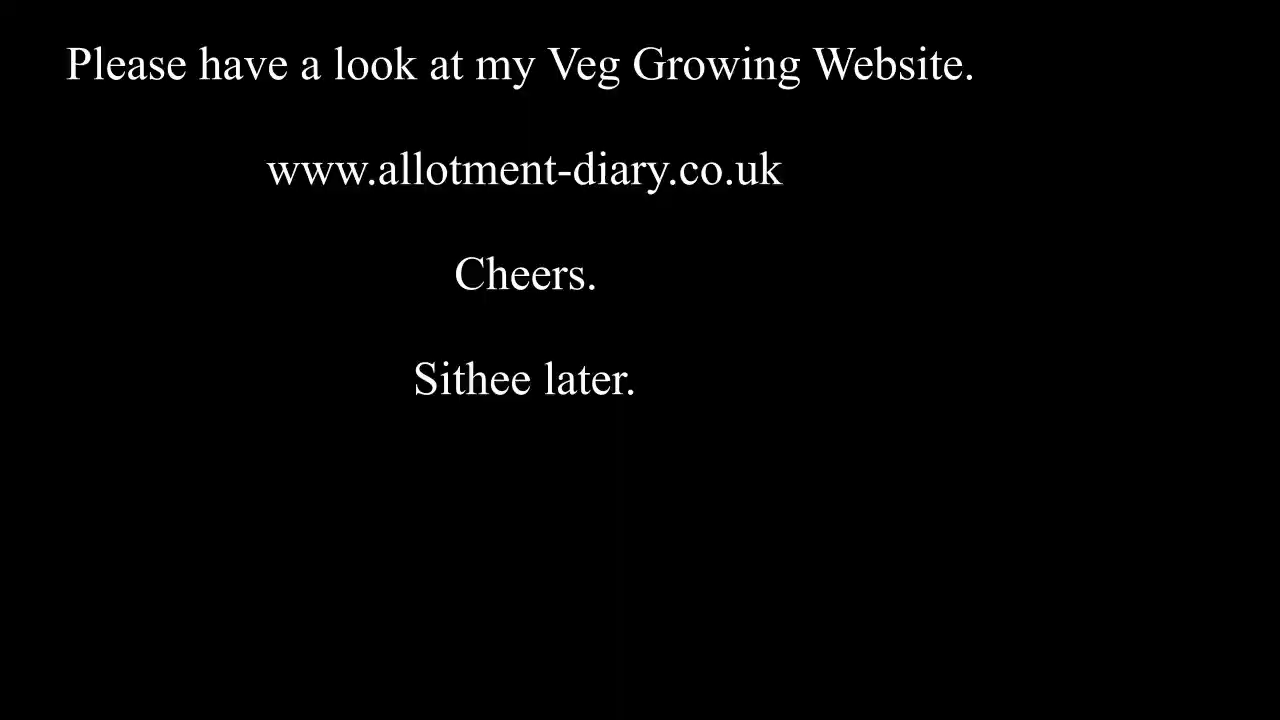 Please have a look at my Veg Growing Website.
www.allotment-diary.co.uk
Cheers.
Sithee later.